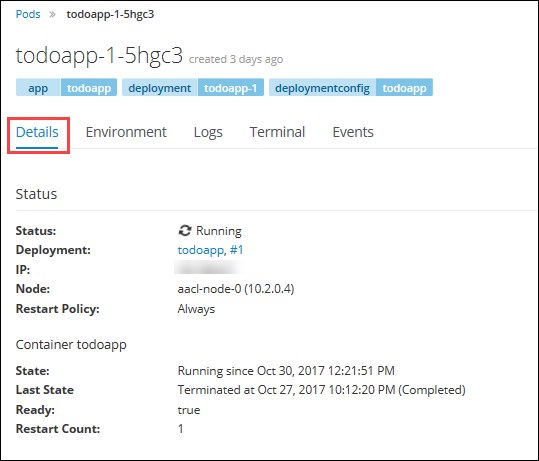 Pods » todoapp-1-5hgc3
todoapp-1-5hgc3 created 3 days ago
app todoapp deployment todoapp-1 deploymentconfig todoapp
Details Environment Logs Terminal Events
Status
Status: Running
Deployment: todoapp, #1
IP:
Node: aacl-node-0 (10.2.0.4)
Restart Policy: Always
Container todoapp
State: Running since Oct 30, 2017 12:21:51 PM
Last State Terminated at Oct 27, 2017 10:12:20 PM (Completed)
Ready: true
Restart Count: 1